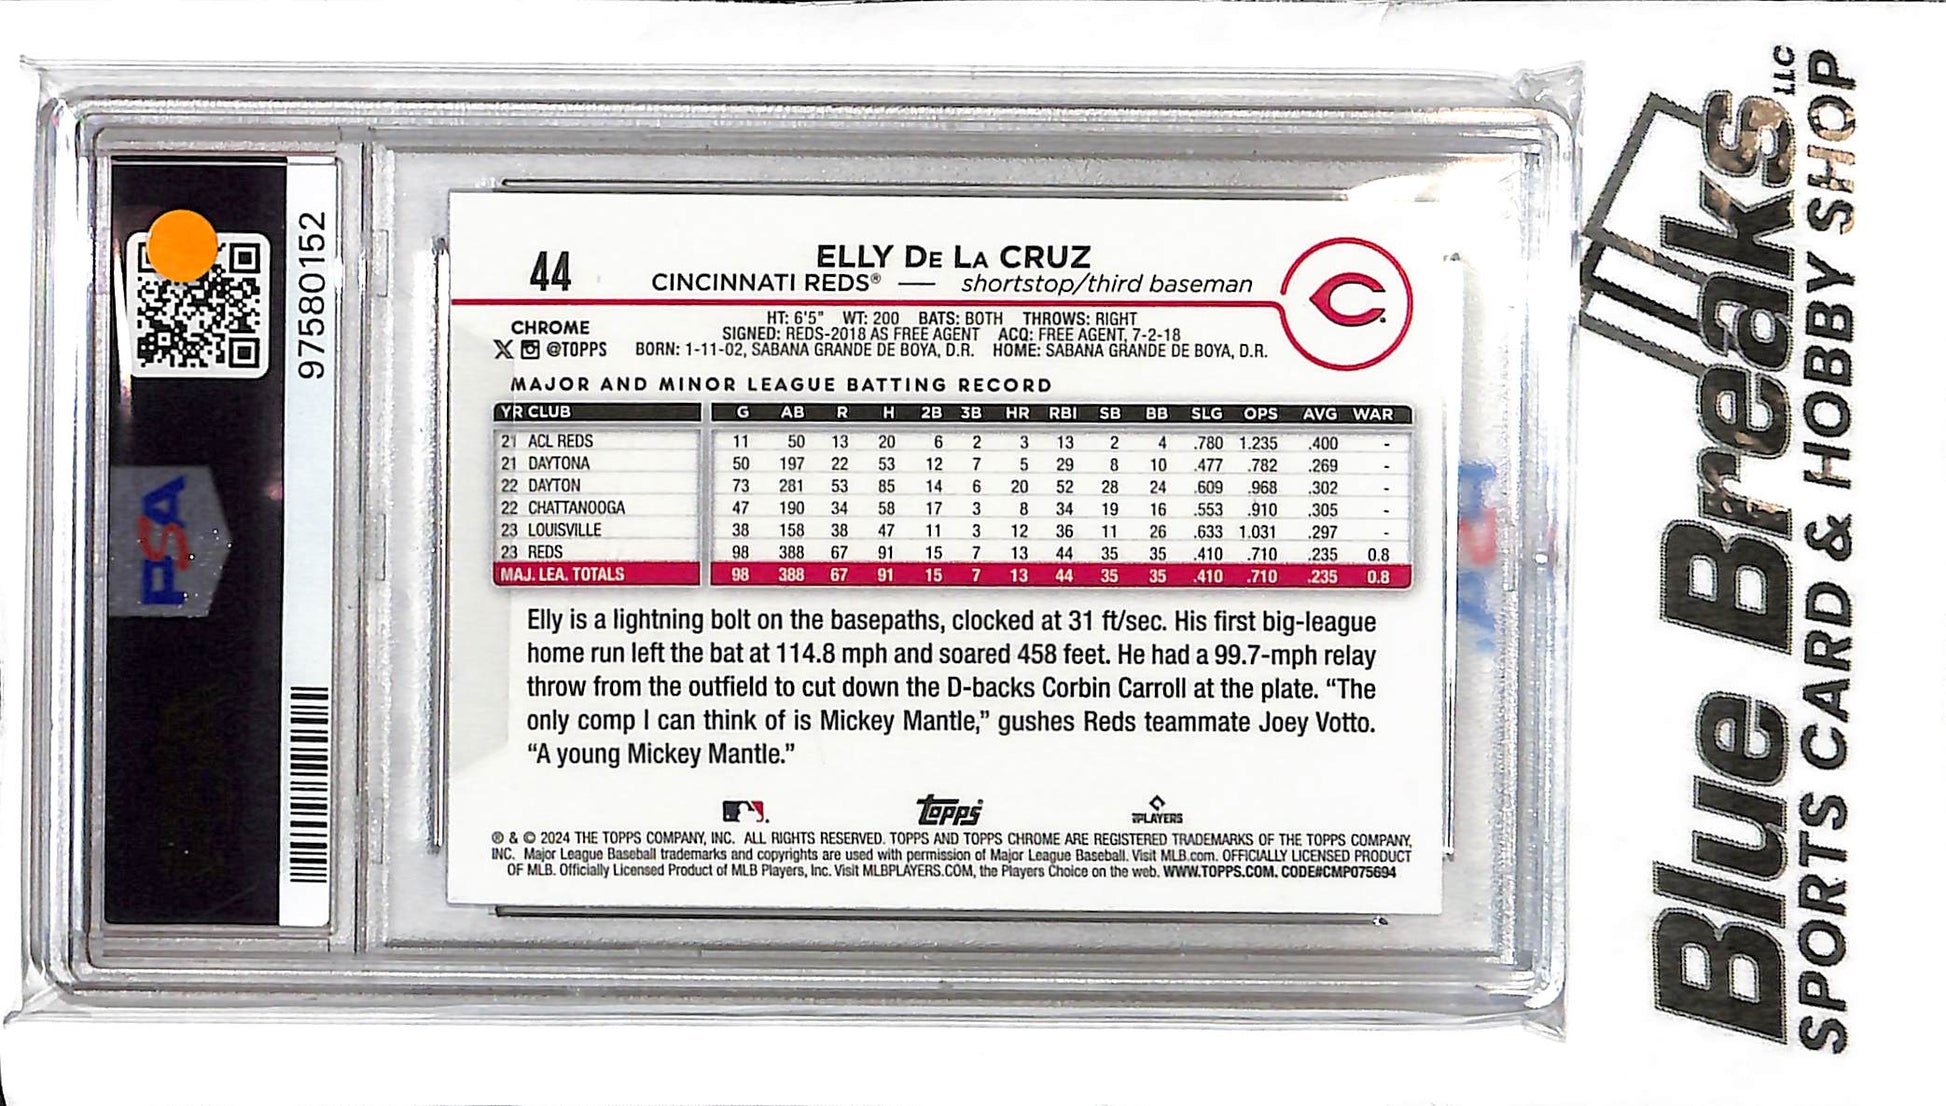 97580152
PSA
44
ELLY DE LA CRUZ
CINCINNATI REDS® — shortstop/third baseman
CHROME
@TOPPS
HT: 6'5" WT: 200 BATS: BOTH THROWS: RIGHT
SIGNED: REDS-2018 AS FREE AGENT ACQ: FREE AGENT, 7-2-18
BORN: 1-11-02, SABANA GRANDE DE BOYA, D.R. HOME: SABANA GRANDE DE BOYA, D.R.
MAJOR AND MINOR LEAGUE BATTING RECORD
YR CLUB G AB R H 2B 3B HR RBI SB BB SLG OPS AVG WAR
21 ACL REDS 11 50 13 20 6 2 3 13 2 4 .780 1.235 .400 -
21 DAYTONA 50 197 22 53 12 7 5 29 8 10 .477 .782 .269 -
22 DAYTON 73 281 53 85 14 6 20 52 28 24 .609 .968 .302 -
22 CHATTANOOGA 47 190 34 58 17 3 8 34 19 16 .553 .910 .305 -
23 LOUISVILLE 38 158 38 47 11 3 12 36 11 26 .633 1.031 .297 -
23 REDS 98 388 67 91 15 7 13 44 35 35 .410 .710 .235 0.8
MAJ. LEA. TOTALS 98 388 67 91 15 7 13 44 35 35 .410 .710 .235 0.8
Elly is a lightning bolt on the basepaths, clocked at 31 ft/sec. His first big-league
home run left the bat at 114.8 mph and soared 458 feet. He had a 99.7-mph relay
throw from the outfield to cut down the D-backs Corbin Carroll at the plate. “The
only comp I can think of is Mickey Mantle,” gushes Reds teammate Joey Votto.
“A young Mickey Mantle.”
topps
PLAYERS
® & © 2024 THE TOPPS COMPANY, INC. ALL RIGHTS RESERVED. TOPPS AND TOPPS CHROME ARE REGISTERED TRADEMARKS OF THE TOPPS COMPANY,
INC. Major League Baseball trademarks and copyrights are used with permission of Major League Baseball. Visit MLB.com. OFFICIALLY LICENSED PRODUCT
OF MLB. Officially Licensed Product of MLB Players, Inc. Visit MLBPLAYERS.COM, the Players Choice on the web. WWW.TOPPS.COM. CODE#CMP075694
Blue Breaks LLC
SPORTS CARD & HOBBY SHOP